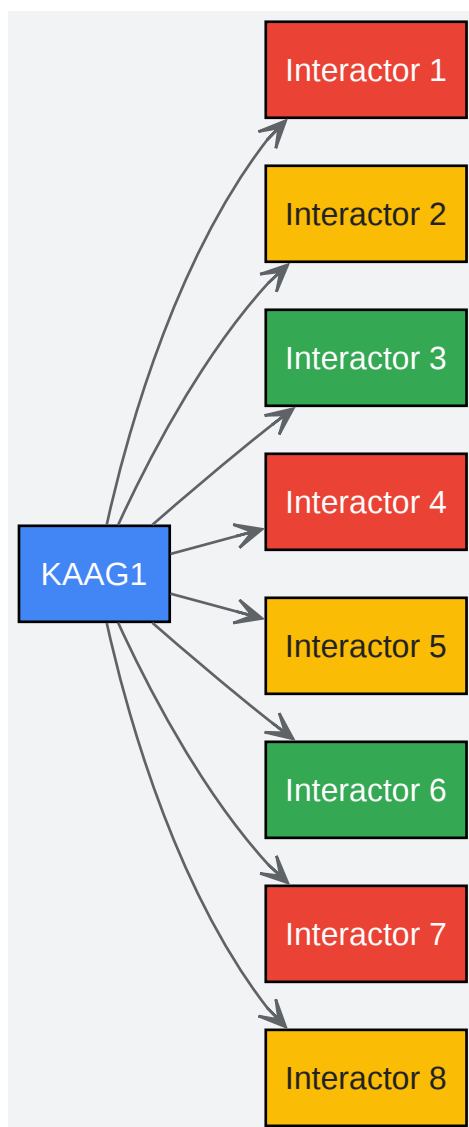 Interactor 1
Interactor 2
Interactor 3
Interactor 4
KAAG1
Interactor 5
Interactor 6
Interactor 7
Interactor 8